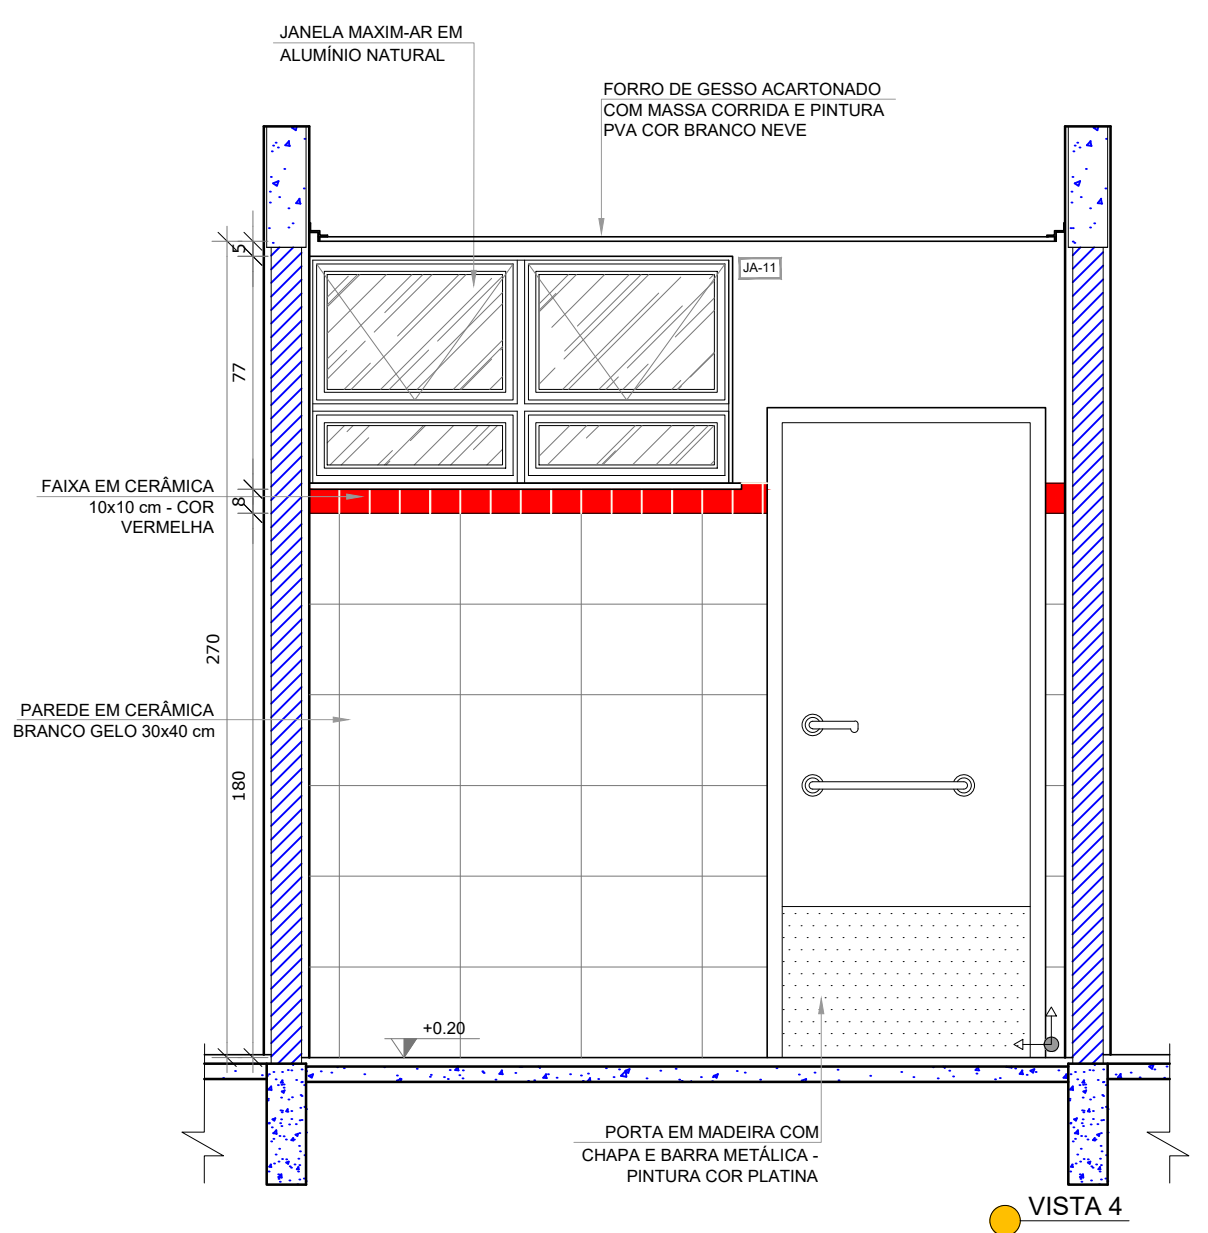 JANELA MAXIM-AR EM
ALUMÍNIO NATURAL
FORRO DE GESSO ACARTONADO
COM MASSA CORRIDA E PINTURA
PVA COR BRANCO NEVE
5
JA-11
77
FAIXA EM CERÂMICA
10x10 cm - COR
VERMELHA
8
270
PAREDE EM CERÂMICA
BRANCO GELO 30x40 cm
180
+0.20
PORTA EM MADEIRA COM
CHAPA E BARRA METÁLICA -
PINTURA COR PLATINA
VISTA 4